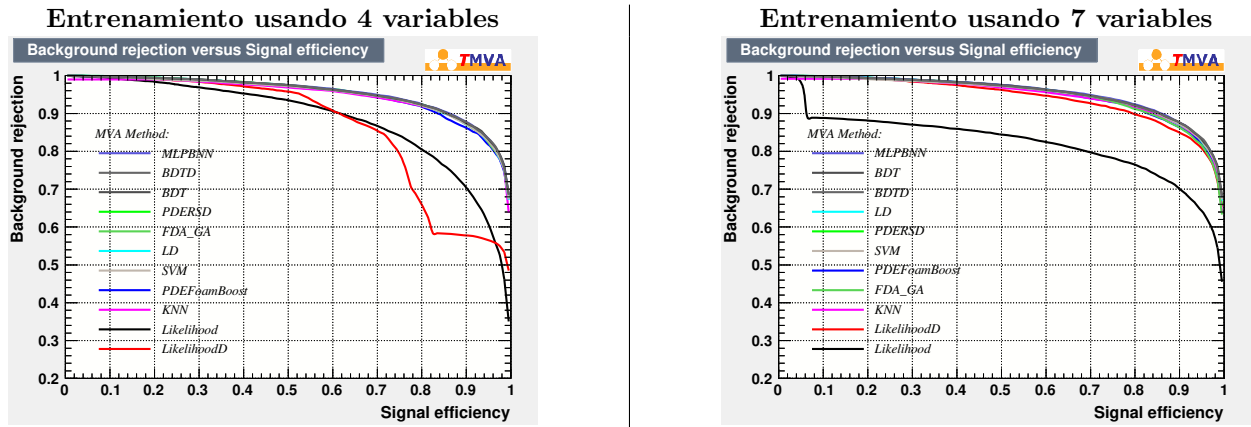 Entrenamiento usando 4 variables
Background rejection versus Signal efficiency
TMVA
Background rejection
1
0.9
0.8
0.7
0.6
0.5
0.4
0.3
0.2
MVA Method:
MLPBNN
BDTD
BDT
PDERSD
FDA_GA
LD
SVM
PDEFoamBoost
KNN
Likelihood
LikelihoodD
0 0.1 0.2 0.3 0.4 0.5 0.6 0.7 0.8 0.9 1
Signal efficiency
Entrenamiento usando 7 variables
Background rejection versus Signal efficiency
TMVA
Background rejection
1
0.9
0.8
0.7
0.6
0.5
0.4
0.3
0.2
MVA Method:
MLPBNN
BDT
BDTD
LD
PDERSD
SVM
PDEFoamBoost
FDA_GA
KNN
LikelihoodD
Likelihood
0 0.1 0.2 0.3 0.4 0.5 0.6 0.7 0.8 0.9 1
Signal efficiency